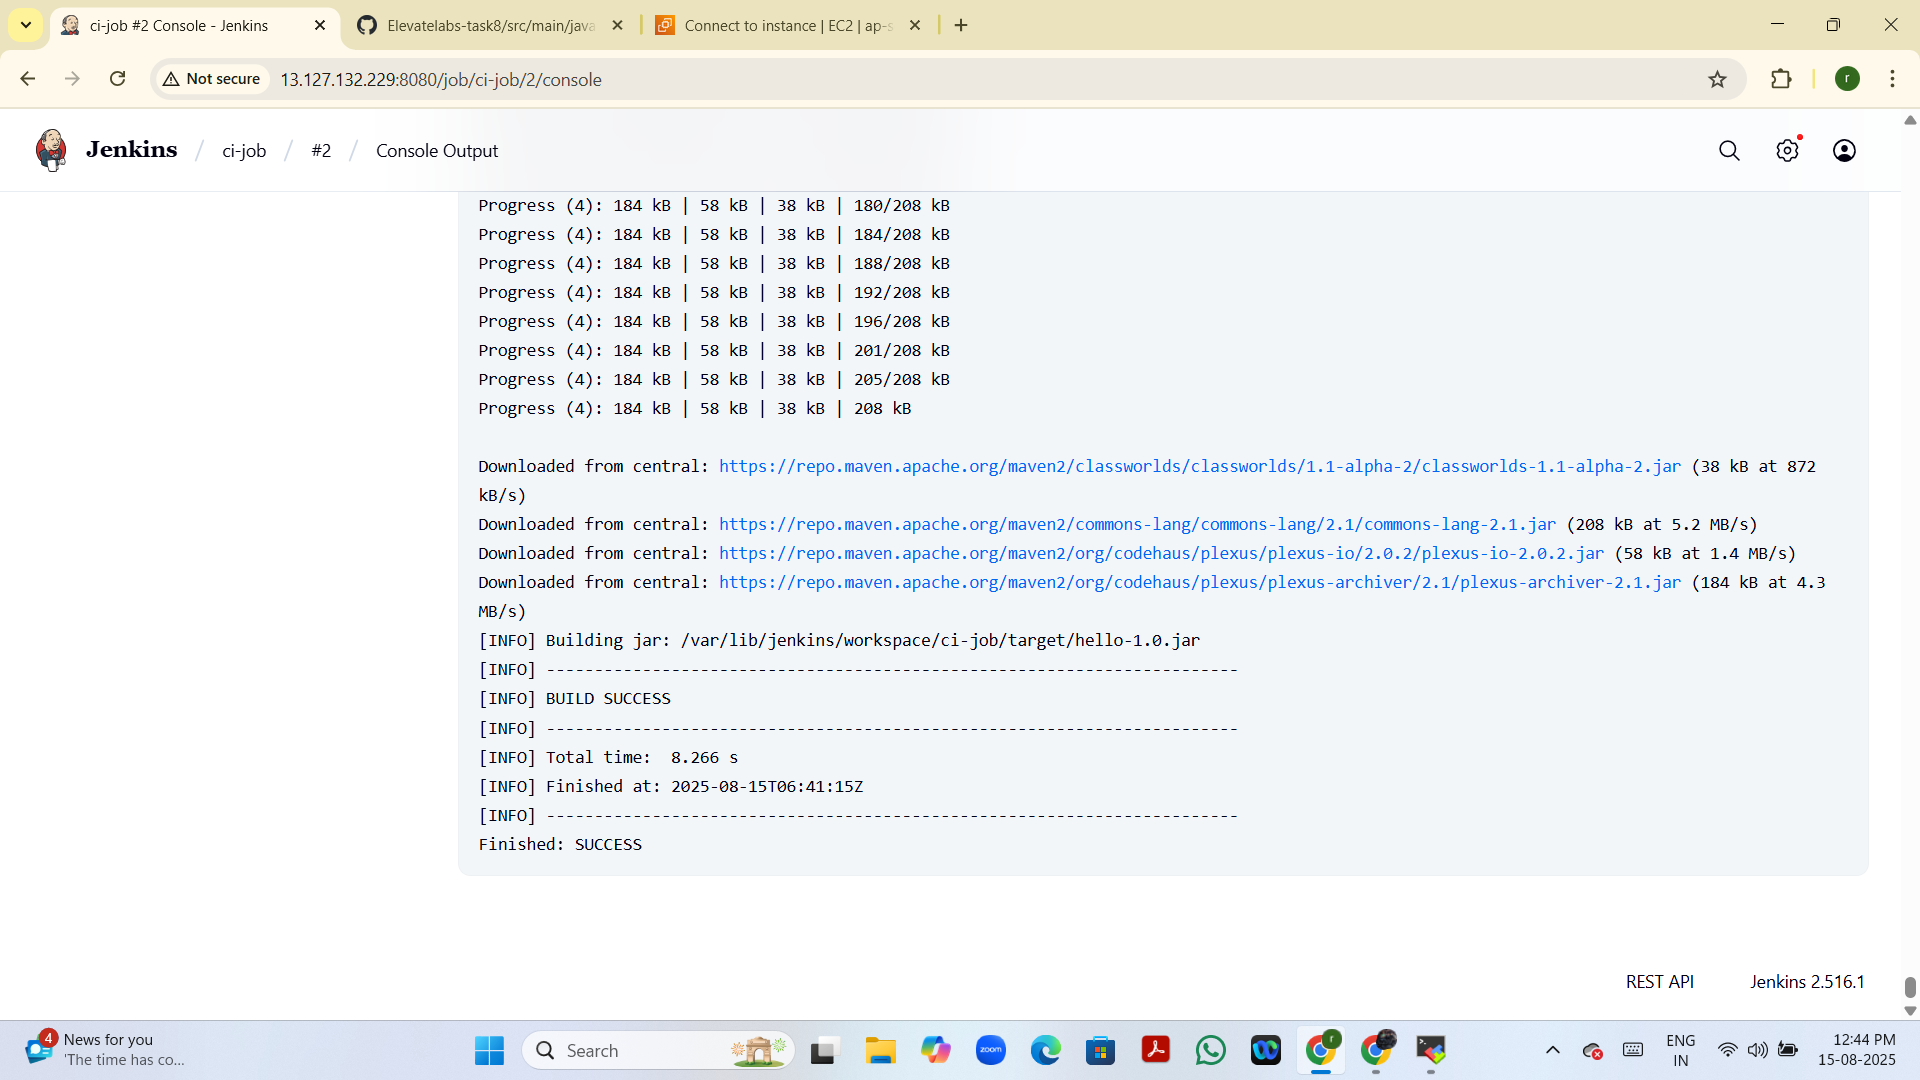 ci-job #2 Console - Jenkins
Elevatelabs-task8/src/main/java
Connect to instance | EC2 | ap-s
Not secure
13.127.132.229:8080/job/ci-job/2/console
r
Jenkins / ci-job / #2 / Console Output
Progress (4): 184 kB | 58 kB | 38 kB | 180/208 kB
Progress (4): 184 kB | 58 kB | 38 kB | 184/208 kB
Progress (4): 184 kB | 58 kB | 38 kB | 188/208 kB
Progress (4): 184 kB | 58 kB | 38 kB | 192/208 kB
Progress (4): 184 kB | 58 kB | 38 kB | 196/208 kB
Progress (4): 184 kB | 58 kB | 38 kB | 201/208 kB
Progress (4): 184 kB | 58 kB | 38 kB | 205/208 kB
Progress (4): 184 kB | 58 kB | 38 kB | 208 kB
Downloaded from central: https://repo.maven.apache.org/maven2/classworlds/classworlds/1.1-alpha-2/classworlds-1.1-alpha-2.jar (38 kB at 872
kB/s)
Downloaded from central: https://repo.maven.apache.org/maven2/commons-lang/commons-lang/2.1/commons-lang-2.1.jar (208 kB at 5.2 MB/s)
Downloaded from central: https://repo.maven.apache.org/maven2/org/codehaus/plexus/plexus-io/2.0.2/plexus-io-2.0.2.jar (58 kB at 1.4 MB/s)
Downloaded from central: https://repo.maven.apache.org/maven2/org/codehaus/plexus/plexus-archiver/2.1/plexus-archiver-2.1.jar (184 kB at 4.3
MB/s)
[INFO] Building jar: /var/lib/jenkins/workspace/ci-job/target/hello-1.0.jar
[INFO] ------------------------------------------------------------------------
[INFO] BUILD SUCCESS
[INFO] ------------------------------------------------------------------------
[INFO] Total time:  8.266 s
[INFO] Finished at: 2025-08-15T06:41:15Z
[INFO] ------------------------------------------------------------------------
Finished: SUCCESS
REST API
Jenkins 2.516.1
4
News for you
'The time has co...
Search
zoom
r
ENG
IN
12:44 PM
15-08-2025